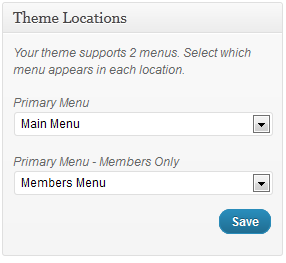 Theme Locations
Your theme supports 2 menus. Select which
menu appears in each location.
Primary Menu
Main Menu
Primary Menu - Members Only
Members Menu
Save